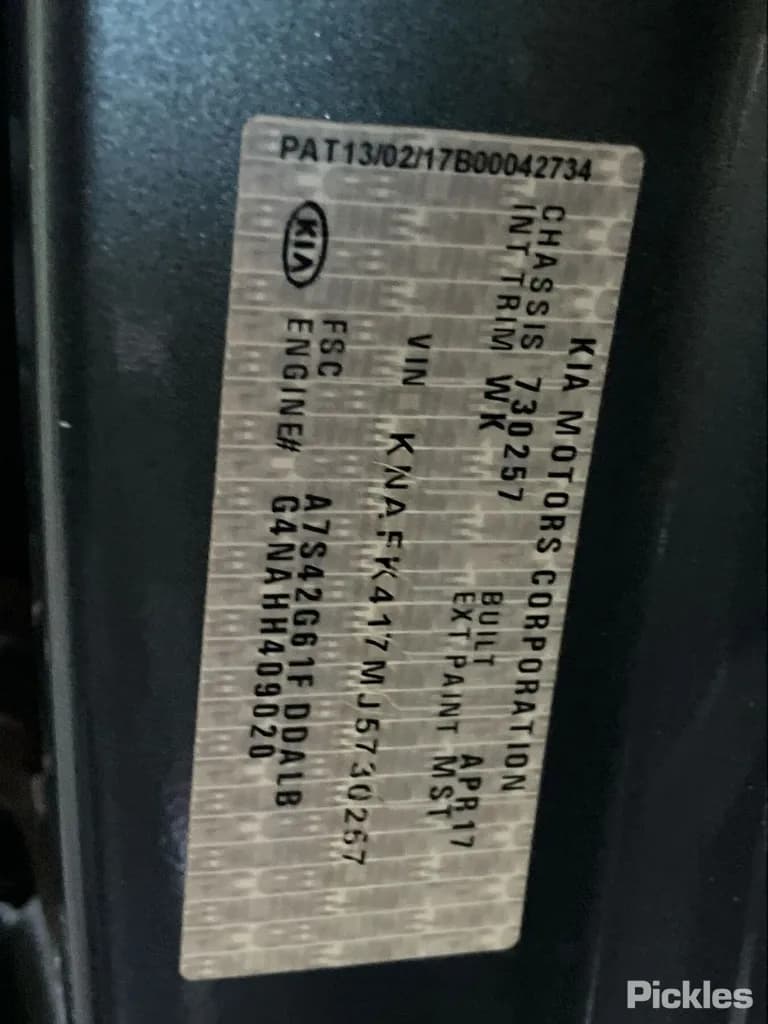 PAT13/02/17B00042734
KIA MOTORS CORPORATION
CHASSIS 730257 BUILT APR17
INT TRIM WK EXT PAINT MST
VIN KNAFK417MJ5730257
FSC A7S42G61F DDALB
ENGINE# G4NAHH409020
KIA
Pickles